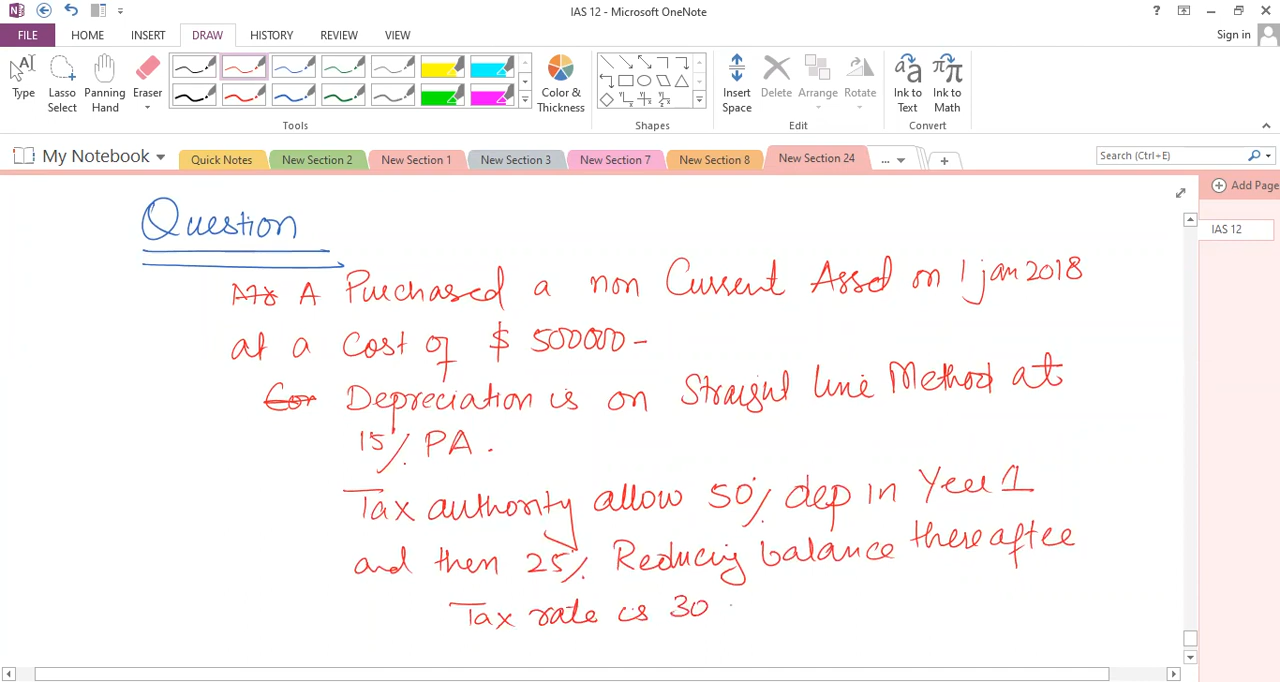 IAS 12 - Microsoft OneNote
?
FILE HOME INSERT DRAW HISTORY REVIEW VIEW Sign in
Type Lasso Select Panning Hand Eraser Color & Thickness Insert Space Delete Arrange Rotate Ink to Text Ink to Math
Tools Shapes Edit Convert
My Notebook Quick Notes New Section 2 New Section 1 New Section 3 New Section 7 New Section 8 New Section 24 ... + Search (Ctrl+E)
Add Page
IAS 12
Question
A Purchased a non Current Asset on 1 jan 2018
at a Cost of $ 500000-
Depreciation is on Straight line Method at
15% PA.
Tax authority allow 50% dep in Year 1
and then 25% Reducing balance thereafter
Tax rate is 30